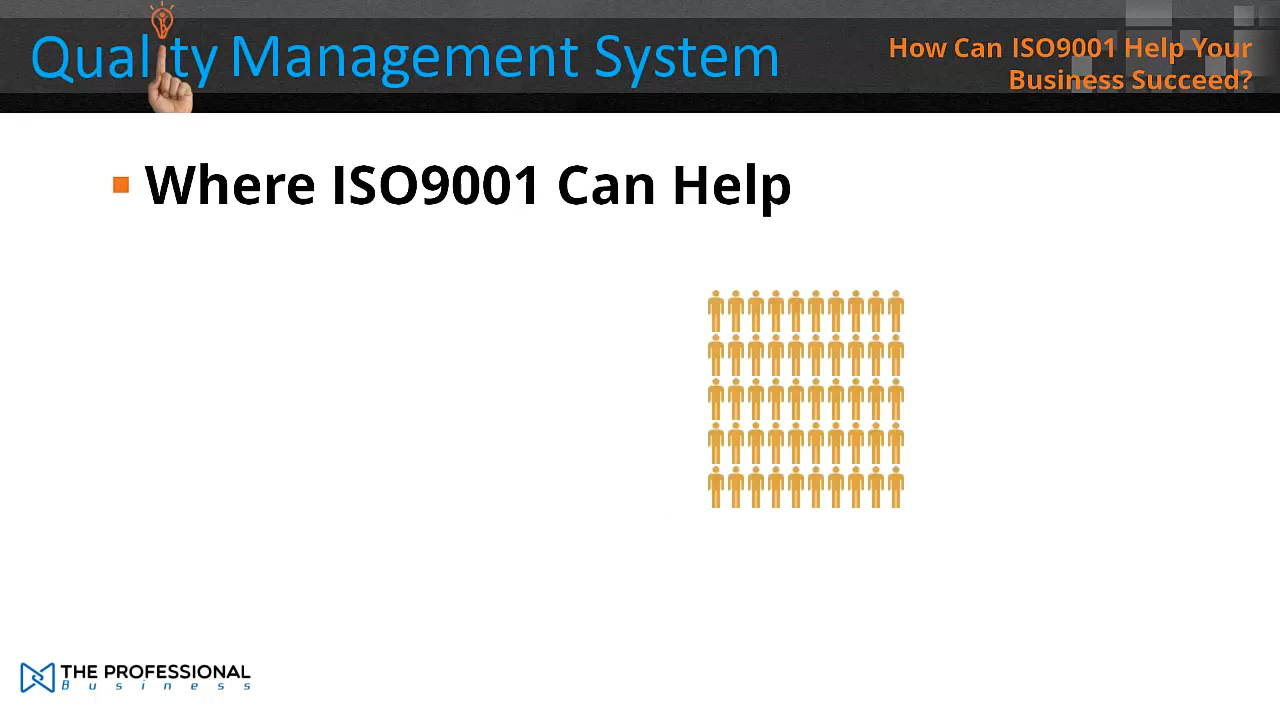 Quality Management System
How Can ISO9001 Help Your
Business Succeed?
Where ISO9001 Can Help
THE PROFESSIONAL
Business